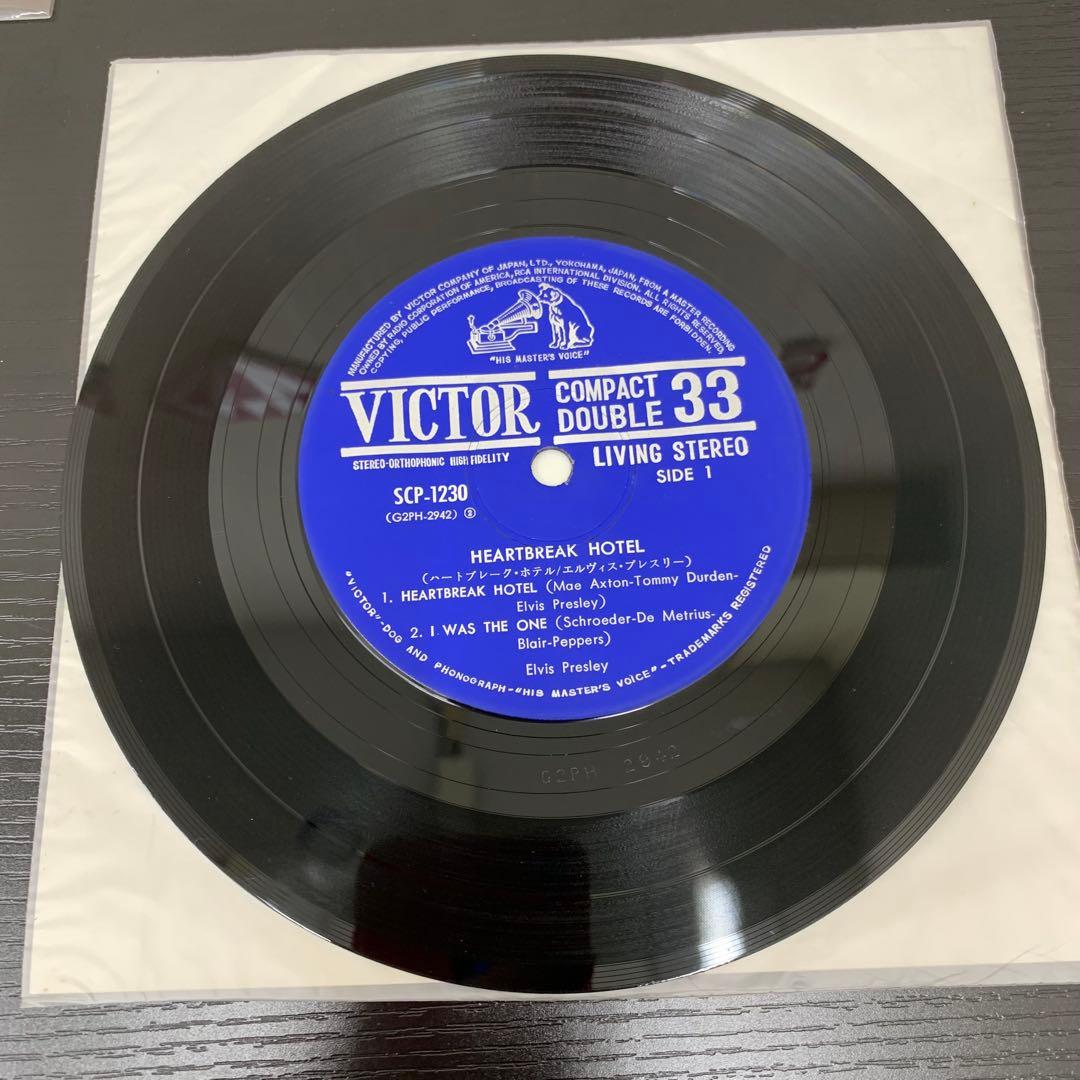 MANUFACTURED BY VICTOR COMPANY OF JAPAN, LTD., YOKOHAMA, JAPAN, FROM A MASTER RECORDING
OWNED BY RADIO CORPORATION OF AMERICA, RCA INTERNATIONAL DIVISION. ALL RIGHTS RESERVED.
COPYING, PUBLIC PERFORMANCE, BROADCASTING OF THESE RECORDS ARE FORBIDDEN.
"HIS MASTER'S VOICE"
VICTOR
COMPACT
DOUBLE 33
STEREO-ORTHOPHONIC HIGH FIDELITY
LIVING STEREO
SIDE 1
SCP-1230
(G2PH-2942) ②
HEARTBREAK HOTEL
(ハートブレーク・ホテル/エルヴィス・プレスリー)
1. HEARTBREAK HOTEL (Mae Axton-Tommy Durden-
Elvis Presley)
2. I WAS THE ONE (Schroeder-De Metrius-
Blair-Peppers)
Elvis Presley
"VICTOR"-DOG AND PHONOGRAPH-"HIS MASTER'S VOICE"-TRADEMARKS REGISTERED
G2PH 2942